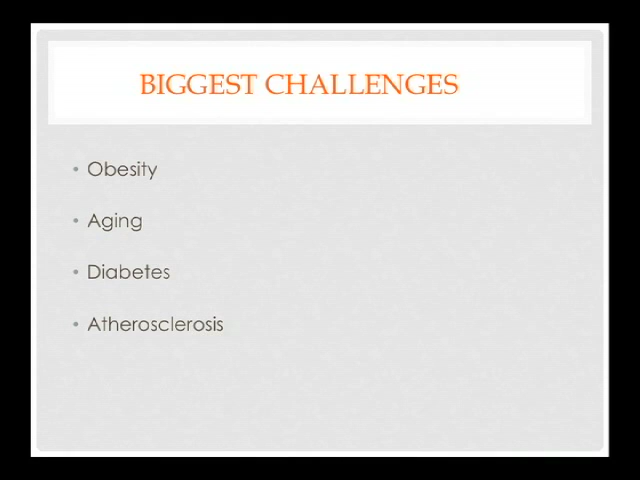 BIGGEST CHALLENGES
• Obesity
• Aging
• Diabetes
• Atherosclerosis